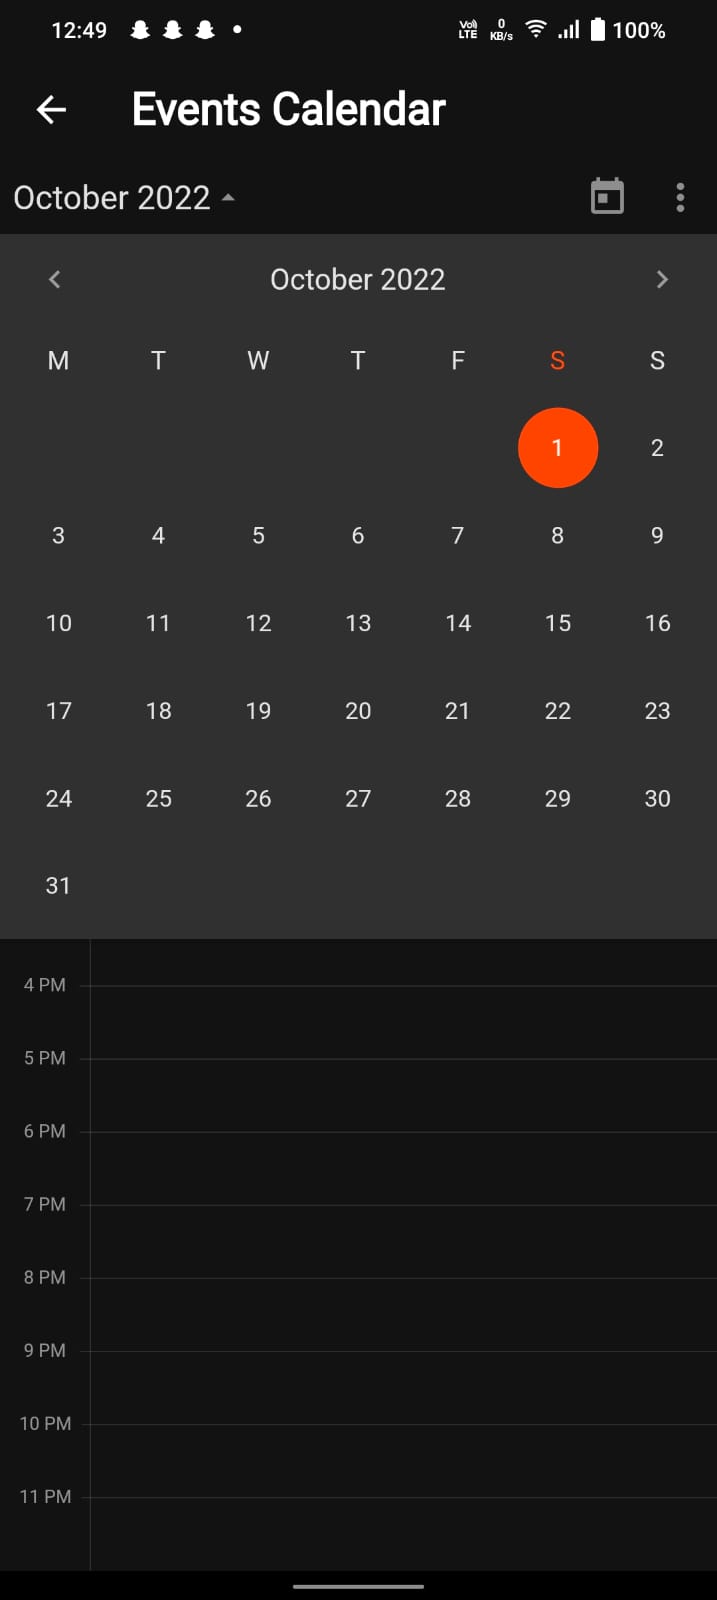 12:49 Vo) LTE 0 KB/s 100%
Events Calendar
October 2022
October 2022
M T W T F S S
1 2
3 4 5 6 7 8 9
10 11 12 13 14 15 16
17 18 19 20 21 22 23
24 25 26 27 28 29 30
31
4 PM
5 PM
6 PM
7 PM
8 PM
9 PM
10 PM
11 PM